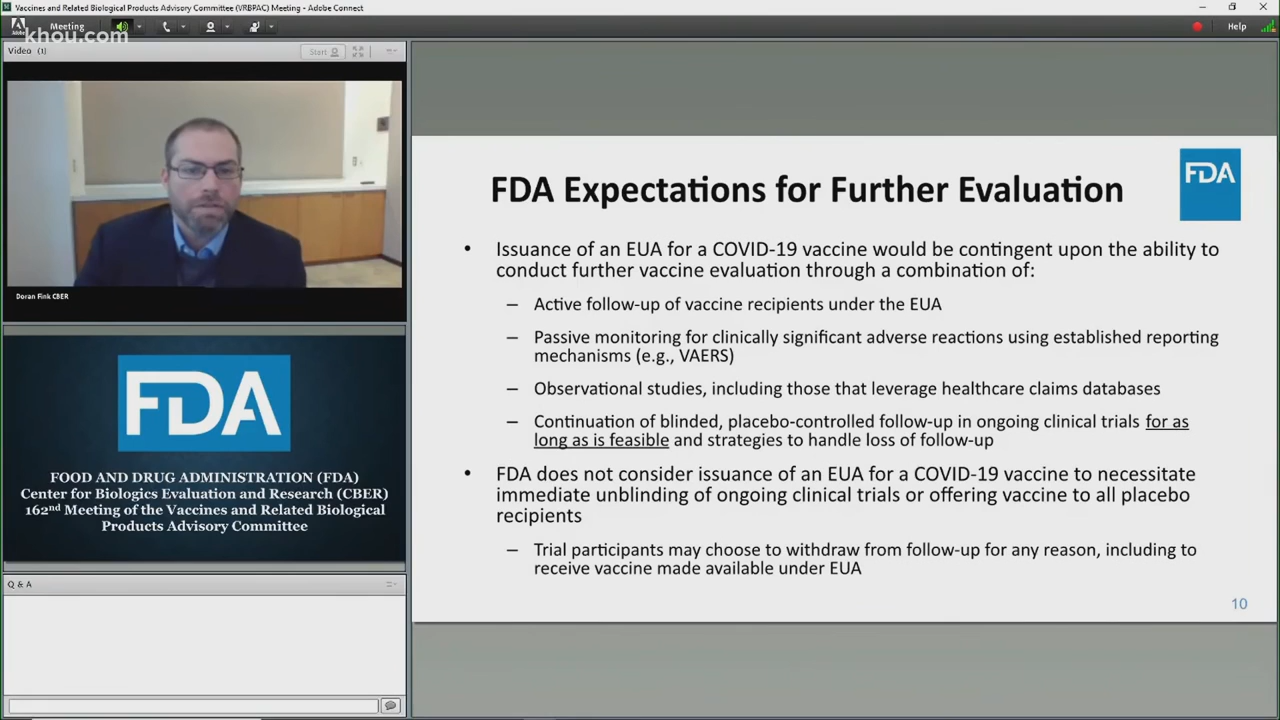 Vaccines and Related Biological Products Advisory Committee (VRBPAC) Meeting - Adobe Connect
Meeting
Help
khou.com
Video (1)
Start
Doran Fink CBER
FDA
FOOD AND DRUG ADMINISTRATION (FDA)
Center for Biologics Evaluation and Research (CBER)
162nd Meeting of the Vaccines and Related Biological
Products Advisory Committee
Q & A
FDA
FDA Expectations for Further Evaluation
• Issuance of an EUA for a COVID-19 vaccine would be contingent upon the ability to
conduct further vaccine evaluation through a combination of:
– Active follow-up of vaccine recipients under the EUA
– Passive monitoring for clinically significant adverse reactions using established reporting
mechanisms (e.g., VAERS)
– Observational studies, including those that leverage healthcare claims databases
– Continuation of blinded, placebo-controlled follow-up in ongoing clinical trials for as
long as is feasible and strategies to handle loss of follow-up
• FDA does not consider issuance of an EUA for a COVID-19 vaccine to necessitate
immediate unblinding of ongoing clinical trials or offering vaccine to all placebo
recipients
– Trial participants may choose to withdraw from follow-up for any reason, including to
receive vaccine made available under EUA
10